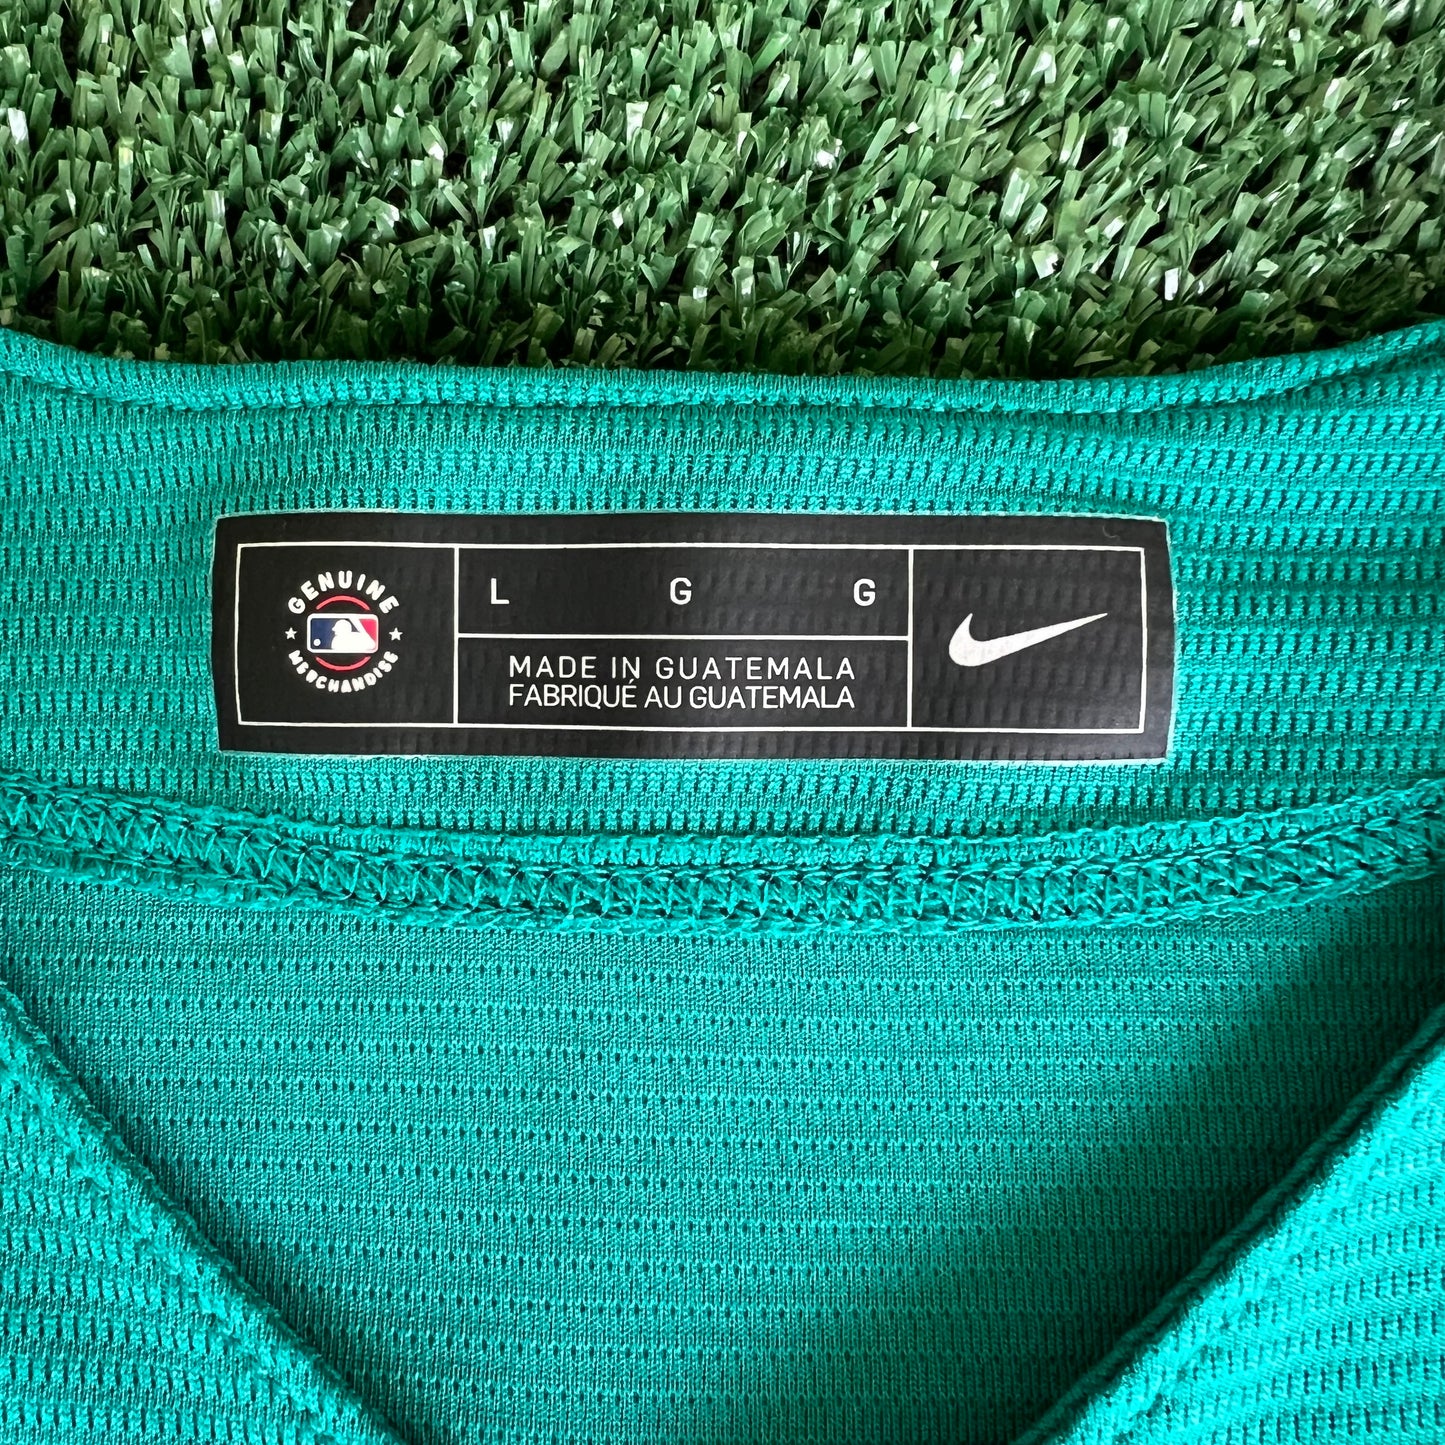 GENUINE
MERCHANDISE
L G G
MADE IN GUATEMALA
FABRIQUÉ AU GUATEMALA